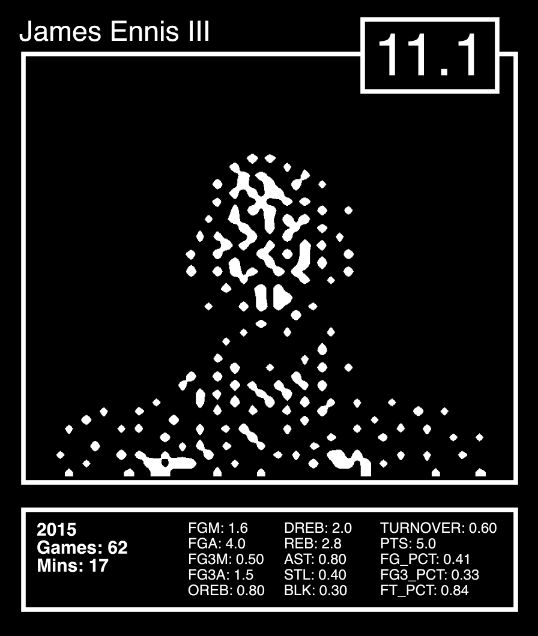 James Ennis III
11.1
2015
Games: 62
Mins: 17
FGM: 1.6
FGA: 4.0
FG3M: 0.50
FG3A: 1.5
OREB: 0.80
DREB: 2.0
REB: 2.8
AST: 0.80
STL: 0.40
BLK: 0.30
TURNOVER: 0.60
PTS: 5.0
FG_PCT: 0.41
FG3_PCT: 0.33
FT_PCT: 0.84